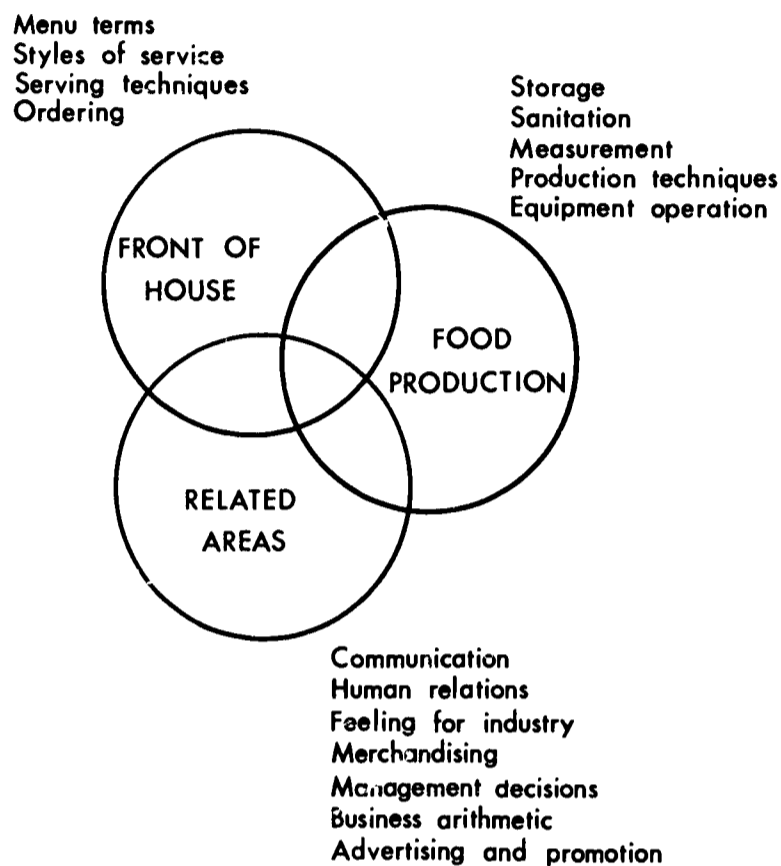 Menu terms
Styles of service
Serving techniques
Ordering
Storage
Sanitation
Measurement
Production techniques
Equipment operation
FRONT OF
HOUSE
FOOD
PRODUCTION
RELATED
AREAS
Communication
Human relations
Feeling for industry
Merchandising
Management decisions
Business arithmetic
Advertising and promotion